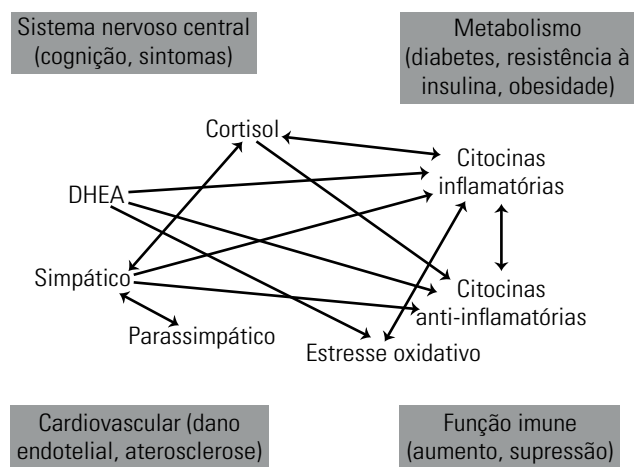 Sistema nervoso central
(cognição, sintomas)
Metabolismo
(diabetes, resistência à
insulina, obesidade)
Cortisol
Citocinas
inflamatórias
DHEA
Simpático
Citocinas
anti-inflamatórias
Parassimpático
Estresse oxidativo
Cardiovascular (dano
endotelial, aterosclerose)
Função imune
(aumento, supressão)